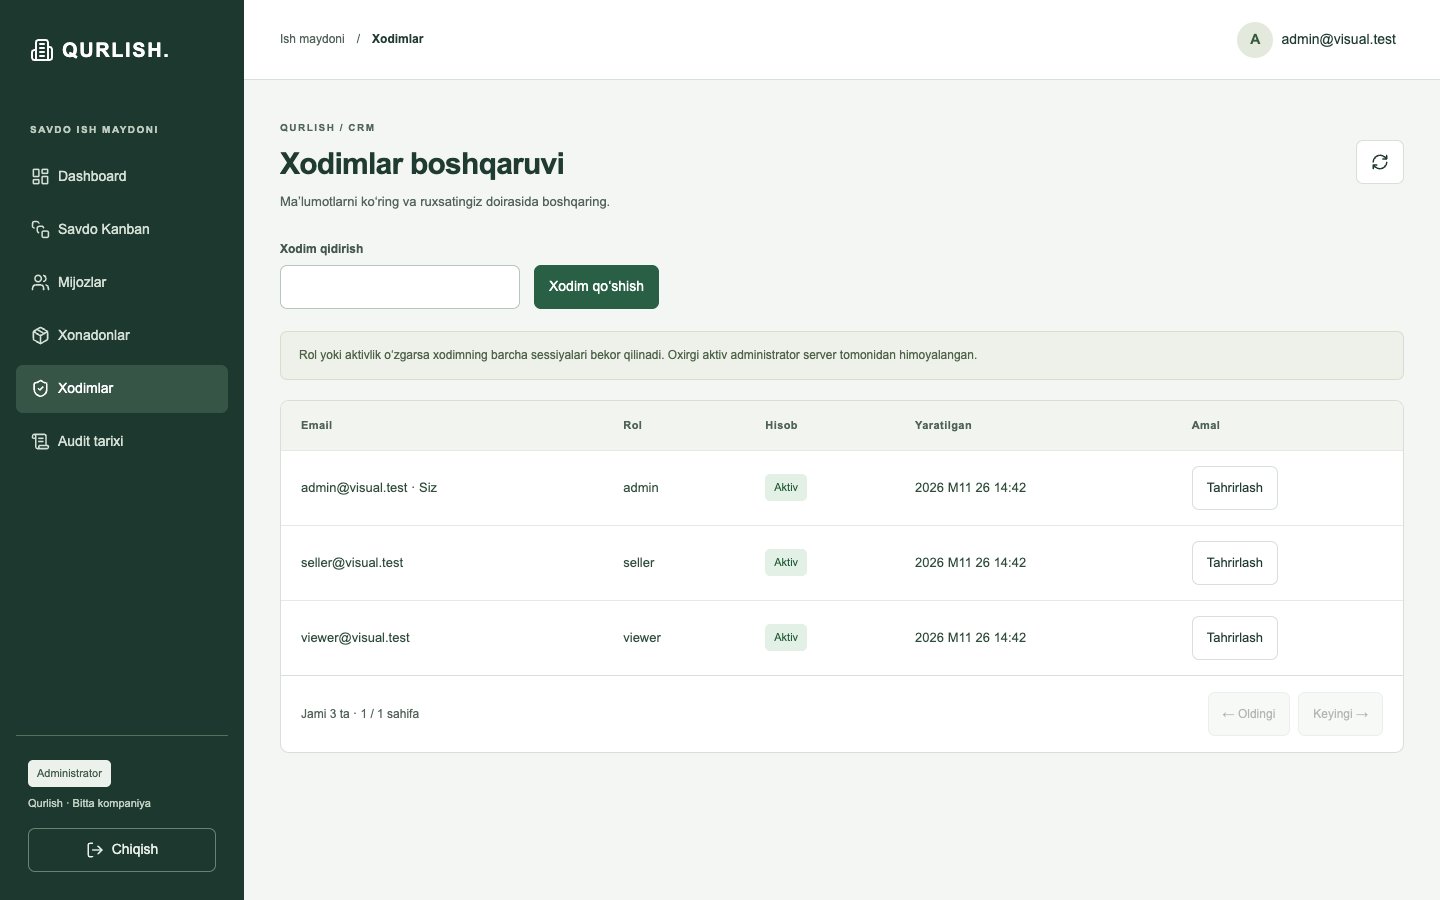 QURLISH.
SAVDO ISH MAYDONI
Dashboard
Savdo Kanban
Mijozlar
Xonadonlar
Xodimlar
Audit tarixi
Administrator
Qurlish · Bitta kompaniya
Chiqish
Ish maydoni / Xodimlar
A admin@visual.test
QURLISH / CRM
Xodimlar boshqaruvi
Ma’lumotlarni ko‘ring va ruxsatingiz doirasida boshqaring.
Xodim qidirish
Xodim qo‘shish
Rol yoki aktivlik o‘zgarsa xodimning barcha sessiyalari bekor qilinadi. Oxirgi aktiv administrator server tomonidan himoyalangan.
Email Rol Hisob Yaratilgan Amal
admin@visual.test · Siz admin Aktiv 2026 M11 26 14:42 Tahrirlash
seller@visual.test seller Aktiv 2026 M11 26 14:42 Tahrirlash
viewer@visual.test viewer Aktiv 2026 M11 26 14:42 Tahrirlash
Jami 3 ta · 1 / 1 sahifa ← Oldingi Keyingi →